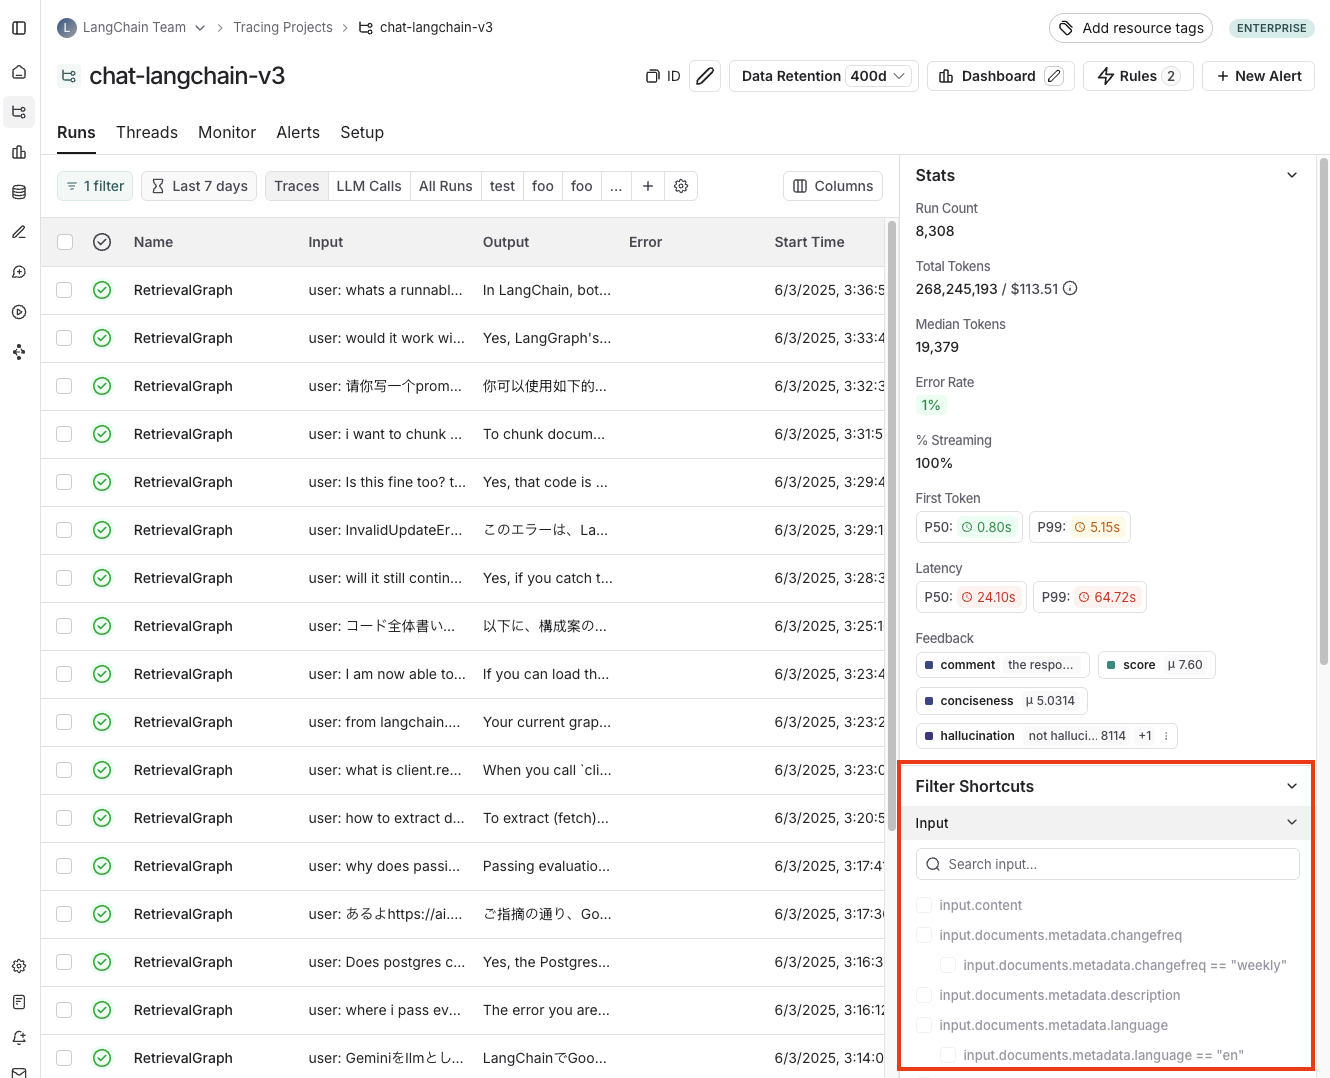 L LangChain Team > Tracing Projects > chat-langchain-v3
Add resource tags
ENTERPRISE
chat-langchain-v3
ID
Data Retention 400d
Dashboard
Rules 2
+ New Alert
Runs Threads Monitor Alerts Setup
1 filter
Last 7 days
Traces LLM Calls All Runs test foo foo ... +
Columns
Name Input Output Error Start Time
RetrievalGraph user: whats a runnabl... In LangChain, bot... 6/3/2025, 3:36:5
RetrievalGraph user: would it work wi... Yes, LangGraph's... 6/3/2025, 3:33:4
RetrievalGraph user: 请你写一个prom... 你可以使用如下的... 6/3/2025, 3:32:3
RetrievalGraph user: i want to chunk ... To chunk docum... 6/3/2025, 3:31:5
RetrievalGraph user: Is this fine too? t... Yes, that code is ... 6/3/2025, 3:29:4
RetrievalGraph user: InvalidUpdateEr... このエラーは、La... 6/3/2025, 3:29:1
RetrievalGraph user: will it still contin... Yes, if you catch t... 6/3/2025, 3:28:3
RetrievalGraph user: コード全体書い... 以下に、構成案の... 6/3/2025, 3:25:1
RetrievalGraph user: I am now able to... If you can load th... 6/3/2025, 3:23:4
RetrievalGraph user: from langchain.... Your current grap... 6/3/2025, 3:23:2
RetrievalGraph user: what is client.re... When you call `cli... 6/3/2025, 3:23:0
RetrievalGraph user: how to extract d... To extract (fetch)... 6/3/2025, 3:20:5
RetrievalGraph user: why does passi... Passing evaluatio... 6/3/2025, 3:17:4
RetrievalGraph user: あるよhttps://ai.... ご指摘の通り、Go... 6/3/2025, 3:17:3
RetrievalGraph user: Does postgres c... Yes, the Postgres... 6/3/2025, 3:16:3
RetrievalGraph user: where i pass ev... The error you are... 6/3/2025, 3:16:12
RetrievalGraph user: Geminiをllmとし... LangChainでGoo... 6/3/2025, 3:14:0
Stats
Run Count
8,308
Total Tokens
268,245,193 / $113.51
Median Tokens
19,379
Error Rate
1%
% Streaming
100%
First Token
P50: 0.80s P99: 5.15s
Latency
P50: 24.10s P99: 64.72s
Feedback
comment the respo...
score μ 7.60
conciseness μ 5.0314
hallucination not halluci... 8114 +1
Filter Shortcuts
Input
Search input...
input.content
input.documents.metadata.changefreq
input.documents.metadata.changefreq == "weekly"
input.documents.metadata.description
input.documents.metadata.language
input.documents.metadata.language == "en"